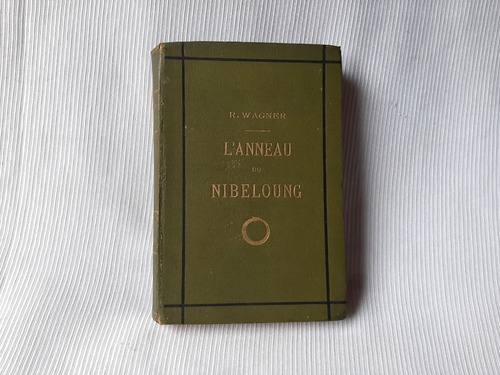 R. WAGNER
L'ANNEAU
DU
NIBELOUNG